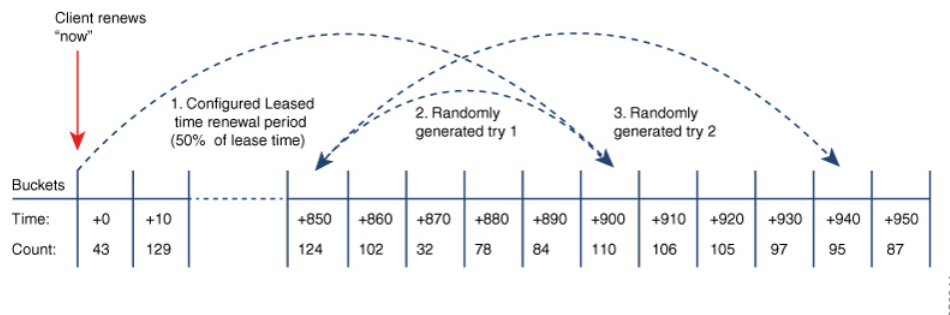 Client renews
“now”
1. Configured Leased
time renewal period
(50% of lease time)
2. Randomly
generated try 1
3. Randomly
generated try 2
Buckets
Time: +0 +10 +850 +860 +870 +880 +890 +900 +910 +920 +930 +940 +950
Count: 43 129 124 102 32 78 84 110 106 105 97 95 87